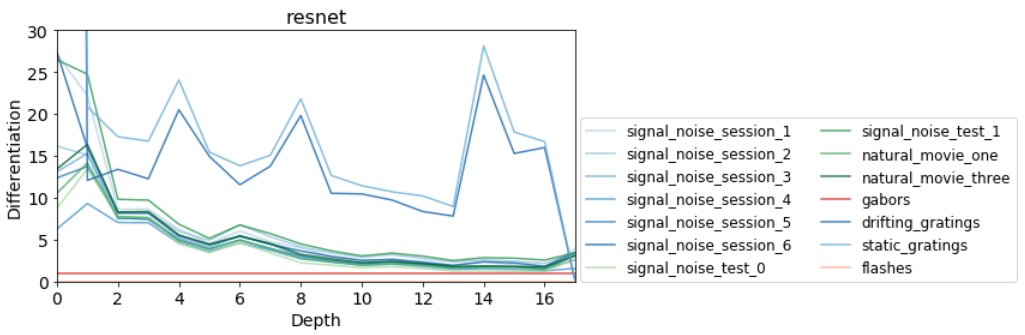 resnet
30
25
20
15
10
5
0
Differentiation
0 2 4 6 8 10 12 14 16
Depth
signal_noise_session_1
signal_noise_session_2
signal_noise_session_3
signal_noise_session_4
signal_noise_session_5
signal_noise_session_6
signal_noise_test_0
signal_noise_test_1
natural_movie_one
natural_movie_three
gabors
drifting_gratings
static_gratings
flashes